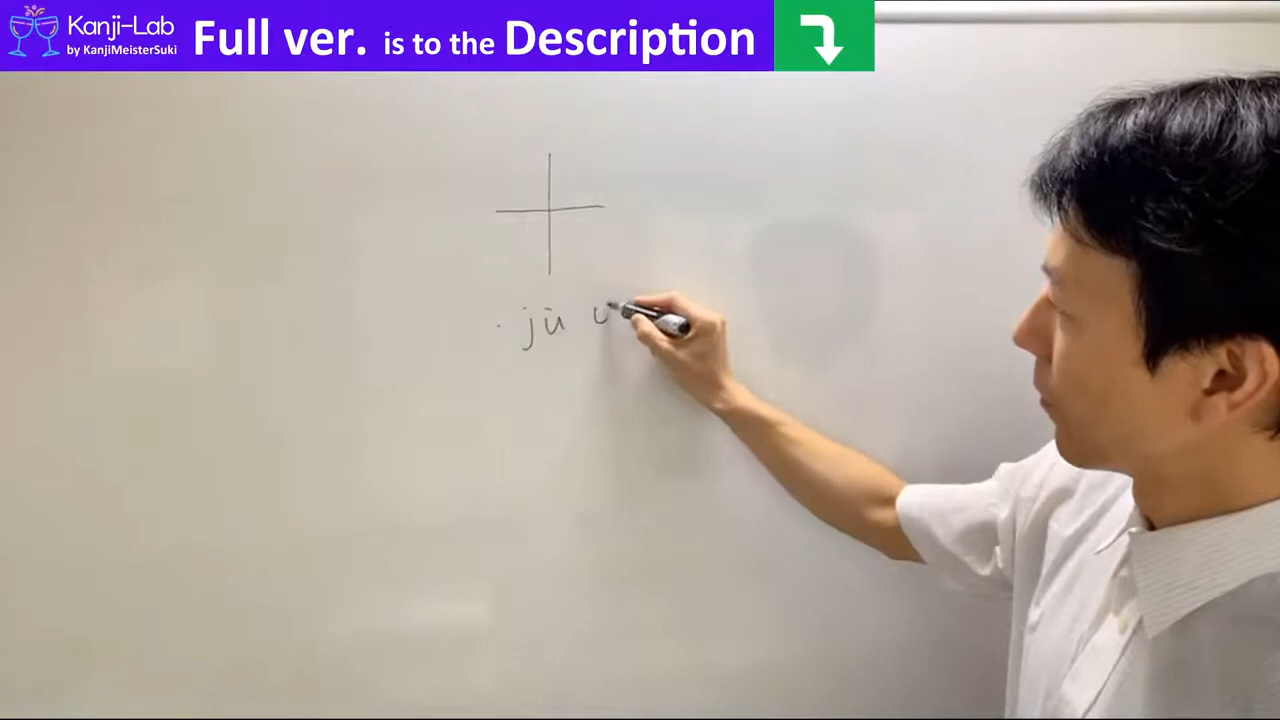 Kanji-Lab
by KanjiMeisterSuki
Full ver. is to the Description
十
・jū